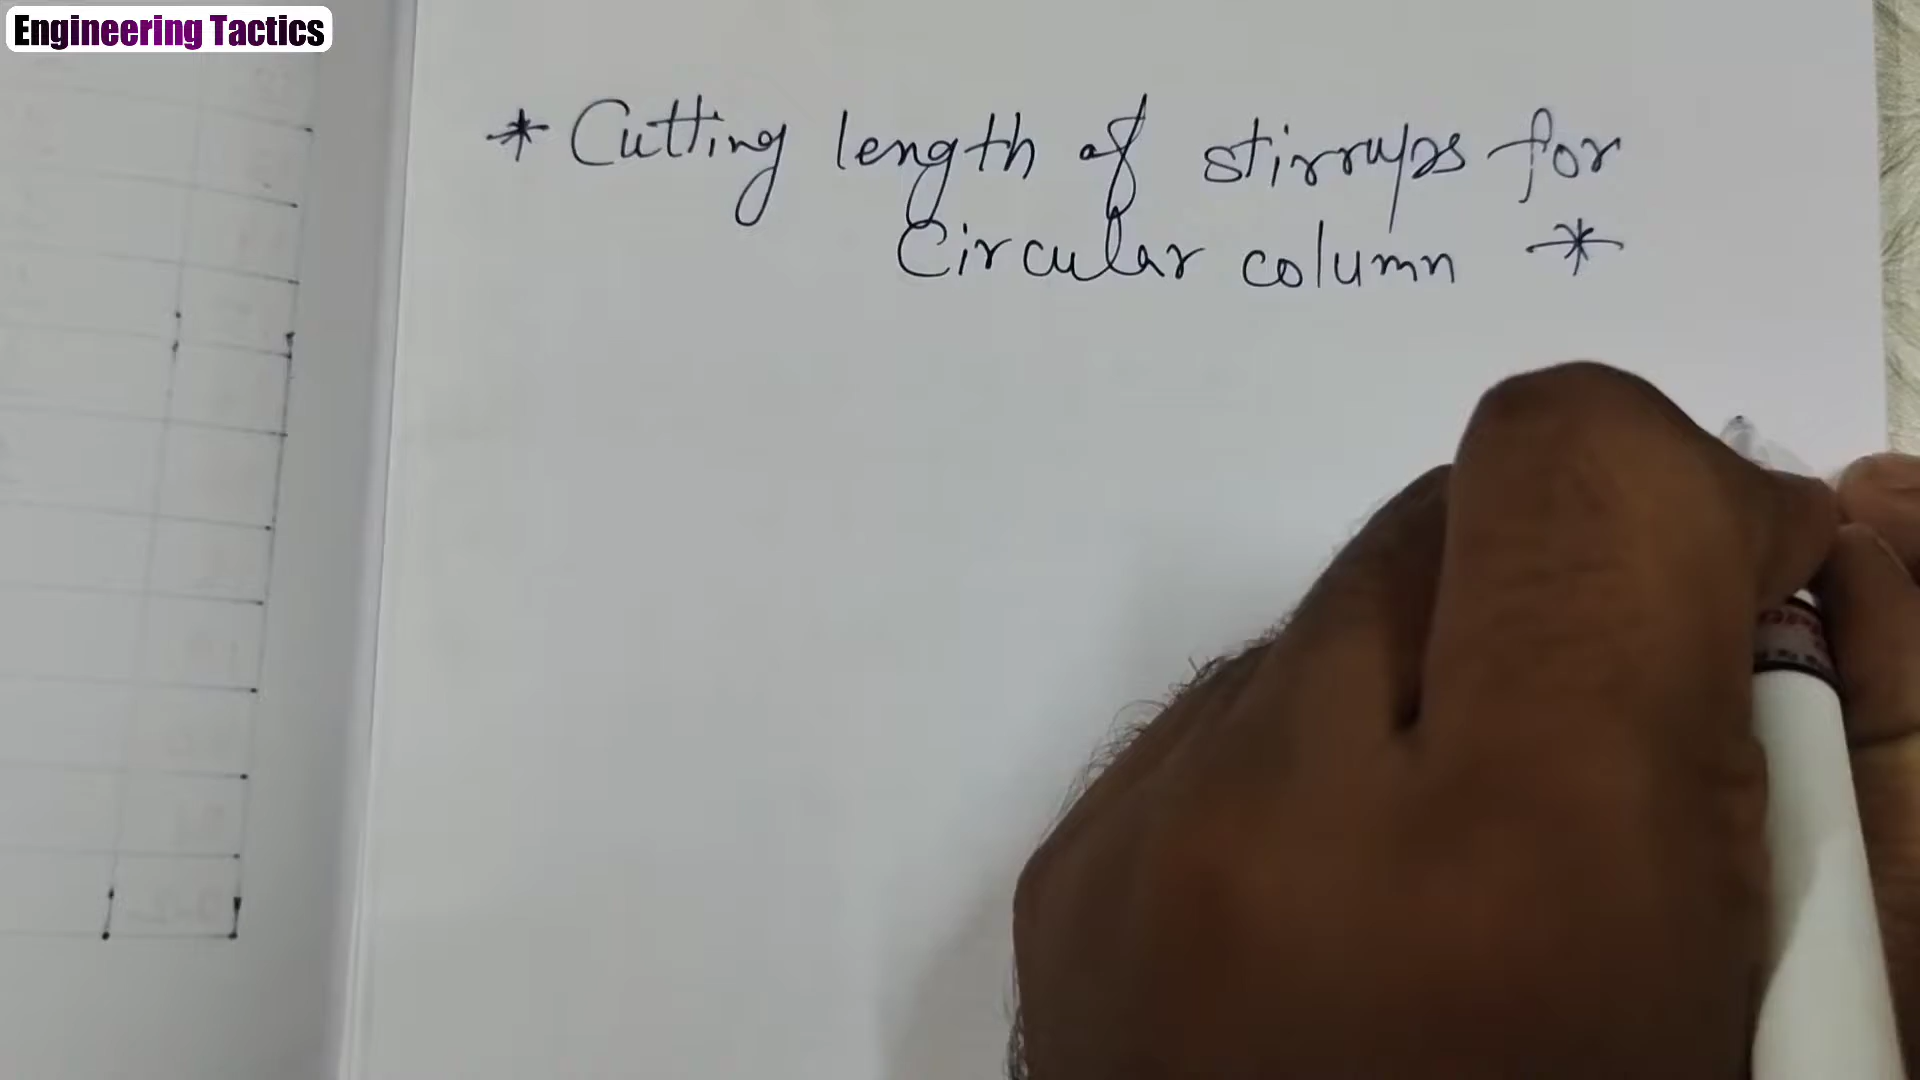 Engineering Tactics
* Cutting length of stirrups for
Circular column *